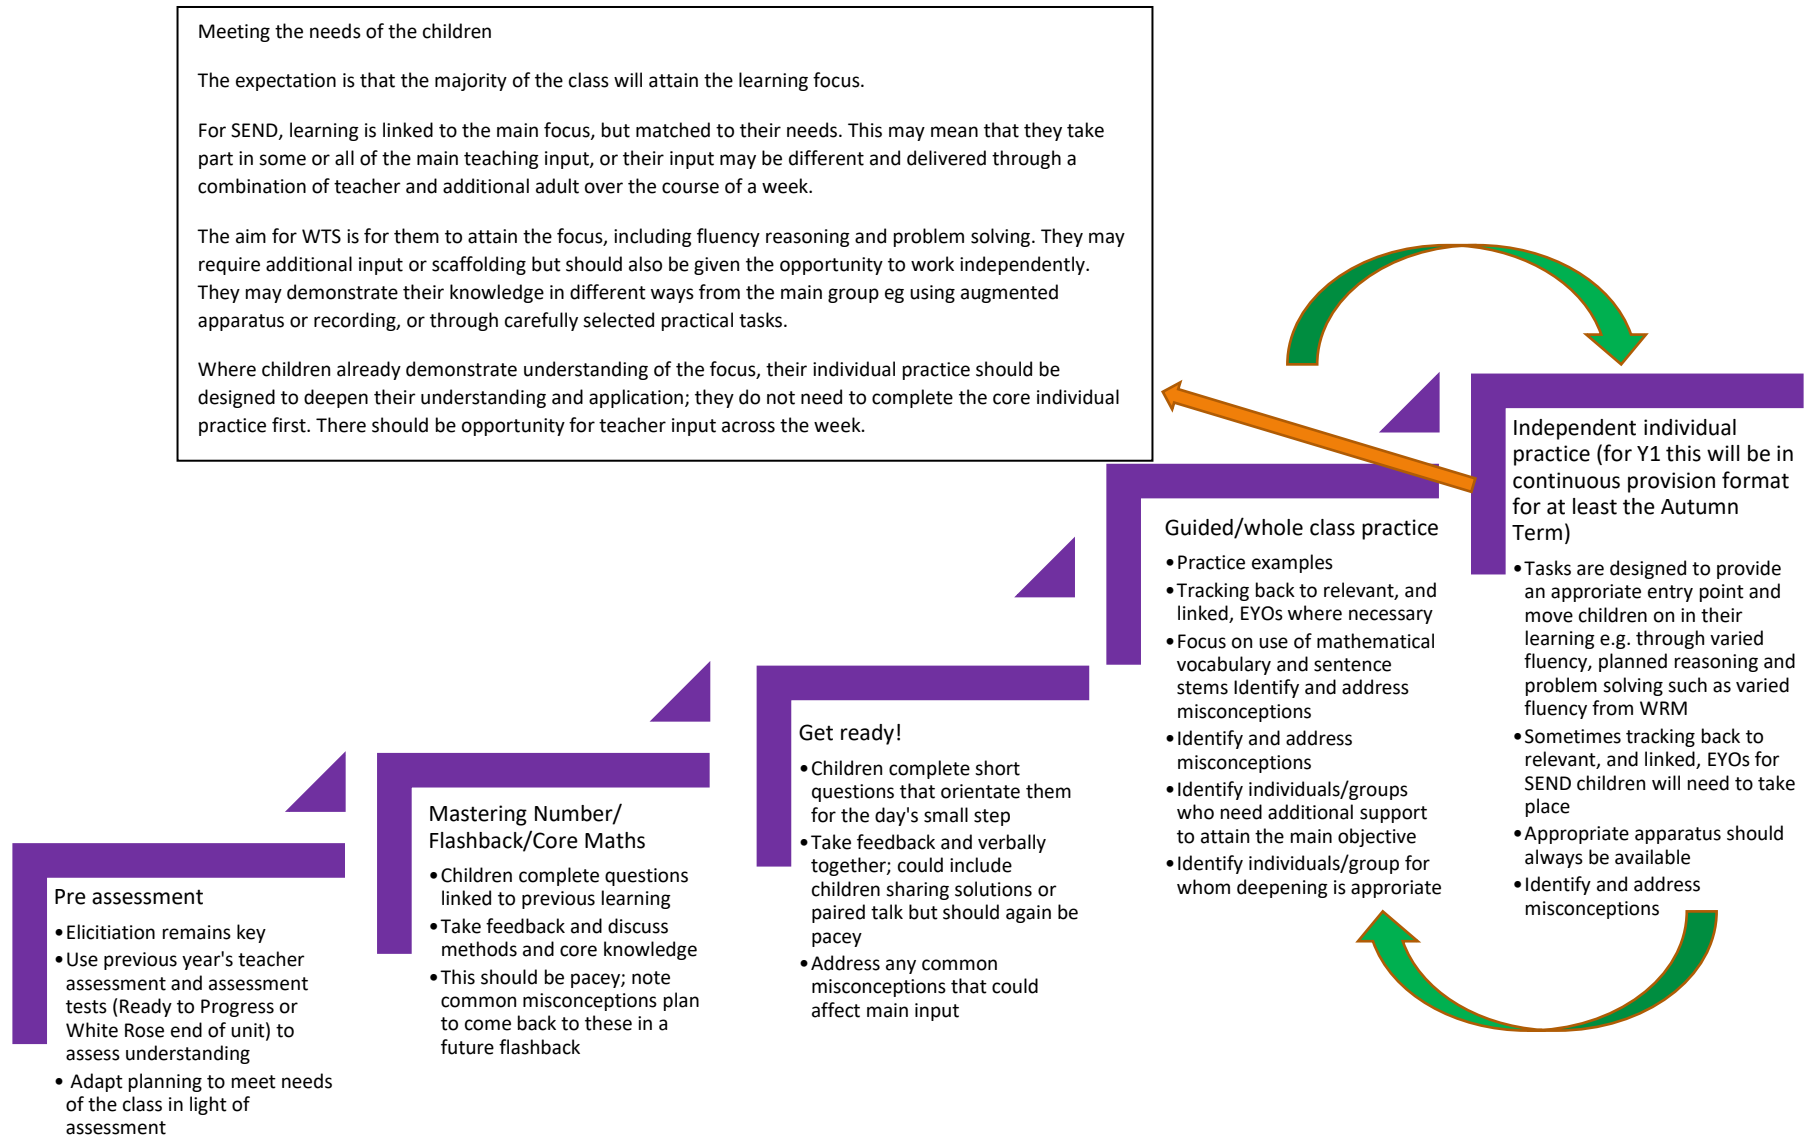 Meeting the needs of the children
The expectation is that the majority of the class will attain the learning focus.
For SEND, learning is linked to the main focus, but matched to their needs. This may mean that they take
part in some or all of the main teaching input, or their input may be different and delivered through a
combination of teacher and additional adult over the course of a week.
The aim for WTS is for them to attain the focus, including fluency reasoning and problem solving. They may
require additional input or scaffolding but should also be given the opportunity to work independently.
They may demonstrate their knowledge in different ways from the main group eg using augmented
apparatus or recording, or through carefully selected practical tasks.
Where children already demonstrate understanding of the focus, their individual practice should be
designed to deepen their understanding and application; they do not need to complete the core individual
practice first. There should be opportunity for teacher input across the week.
Pre assessment
•Elicitiation remains key
•Use previous year's teacher
assessment and assessment
tests (Ready to Progress or
White Rose end of unit) to
assess understanding
• Adapt planning to meet needs
of the class in light of
assessment
Mastering Number/
Flashback/Core Maths
•Children complete questions
linked to previous learning
•Take feedback and discuss
methods and core knowledge
•This should be pacey; note
common misconceptions plan
to come back to these in a
future flashback
Get ready!
•Children complete short
questions that orientate them
for the day's small step
•Take feedback and verbally
together; could include
children sharing solutions or
paired talk but should again be
pacey
•Address any common
misconceptions that could
affect main input
Guided/whole class practice
•Practice examples
•Tracking back to relevant, and
linked, EYOs where necessary
•Focus on use of mathematical
vocabulary and sentence
stems Identify and address
misconceptions
•Identify and address
misconceptions
•Identify individuals/groups
who need additional support
to attain the main objective
•Identify individuals/group for
whom deepening is approriate
Independent individual
practice (for Y1 this will be in
continuous provision format
for at least the Autumn
Term)
•Tasks are designed to provide
an approriate entry point and
move children on in their
learning e.g. through varied
fluency, planned reasoning and
problem solving such as varied
fluency from WRM
•Sometimes tracking back to
relevant, and linked, EYOs for
SEND children will need to take
place
•Appropriate apparatus should
always be available
•Identify and address
misconceptions